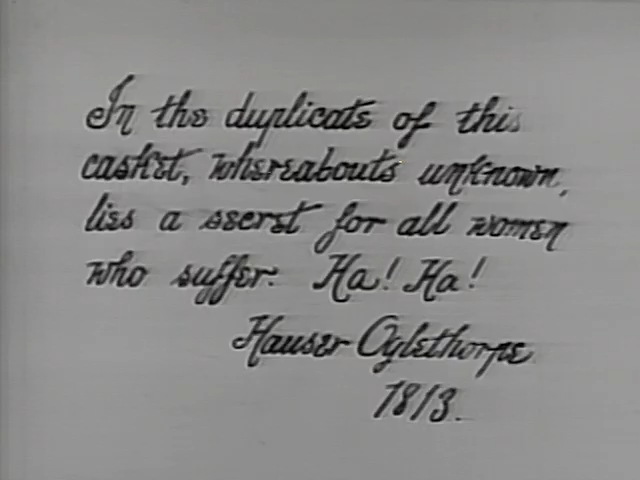 In the duplicate of this
casket, whereabouts unknown,
lies a secret for all women
who suffer. Ha! Ha!
Hauser Oglethorpe
1813.